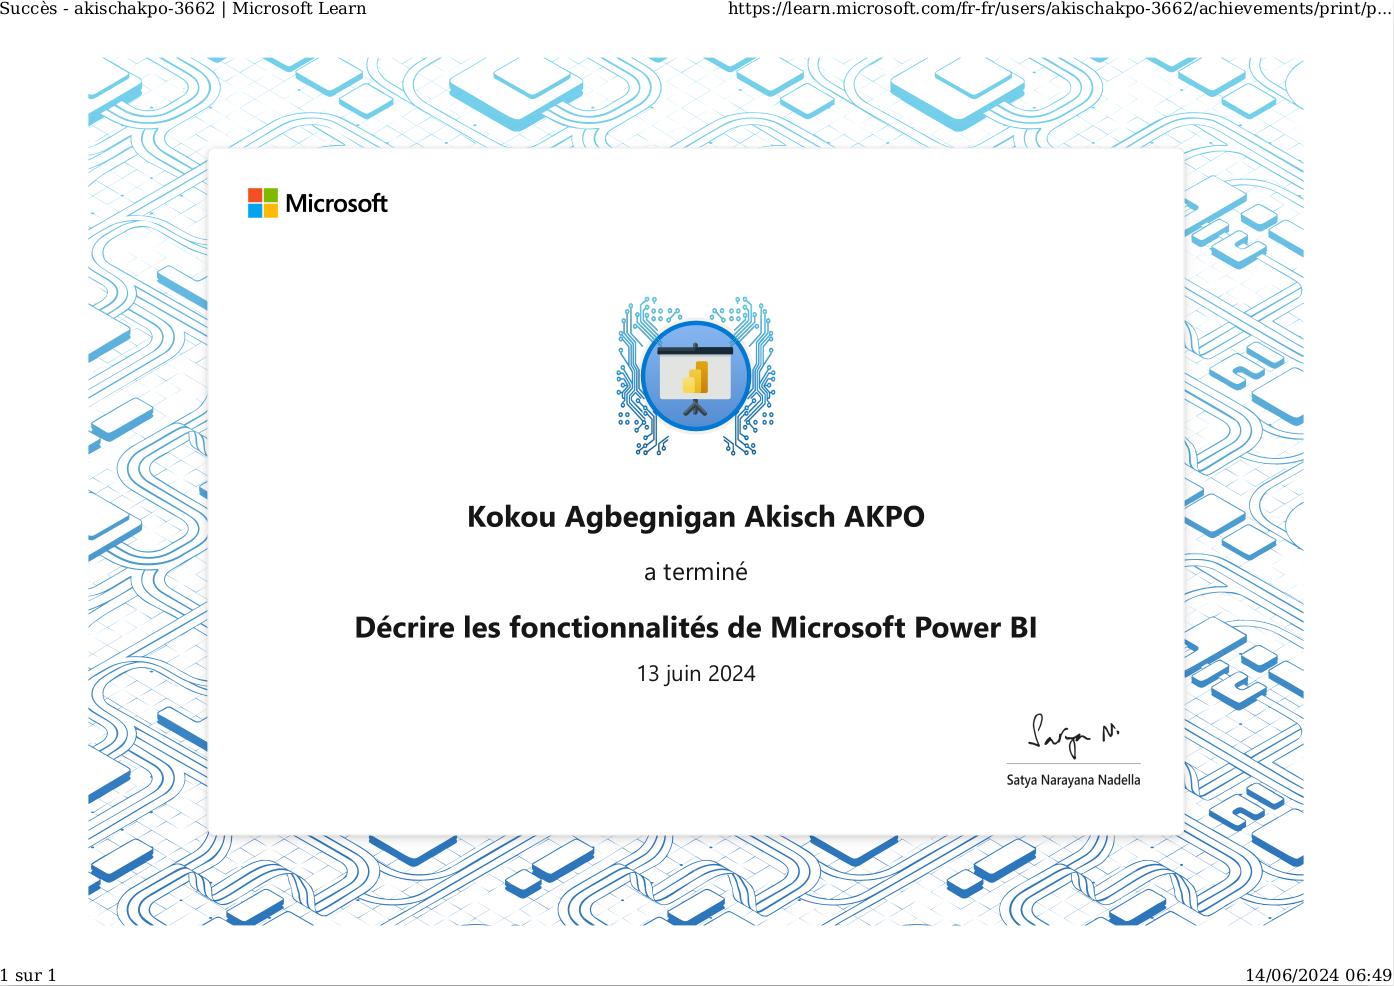 Succès - akischakpo-3662 | Microsoft Learn
https://learn.microsoft.com/fr-fr/users/akischakpo-3662/achievements/print/p...
Microsoft
Kokou Agbegnigan Akisch AKPO
a terminé
Décrire les fonctionnalités de Microsoft Power BI
13 juin 2024
Satya N.
Satya Narayana Nadella
1 sur 1
14/06/2024 06:49